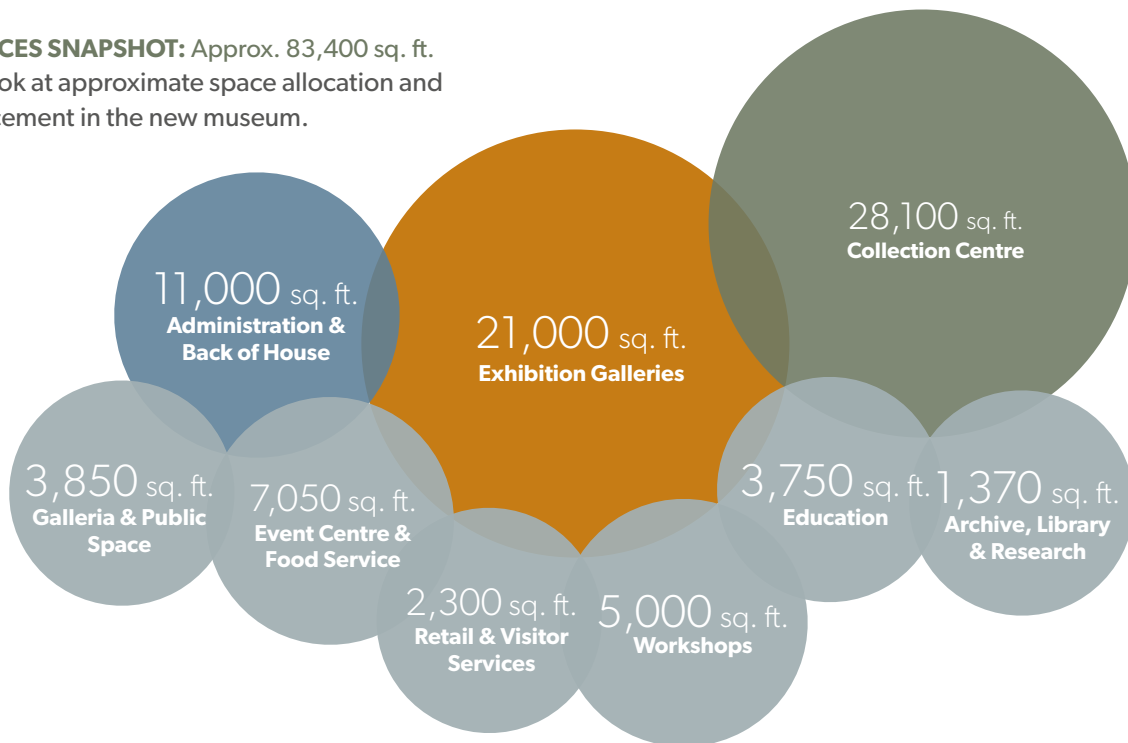 CES SNAPSHOT: Approx. 83,400 sq. ft.
ok at approximate space allocation and
cement in the new museum.
28,100 sq. ft.
Collection Centre
11,000 sq. ft.
Administration &
Back of House
21,000 sq. ft.
Exhibition Galleries
3,850 sq. ft.
Galleria & Public
Space
7,050 sq. ft.
Event Centre &
Food Service
3,750 sq. ft.
Education
1,370 sq. ft.
Archive, Library
& Research
2,300 sq. ft.
Retail & Visitor
Services
5,000 sq. ft.
Workshops